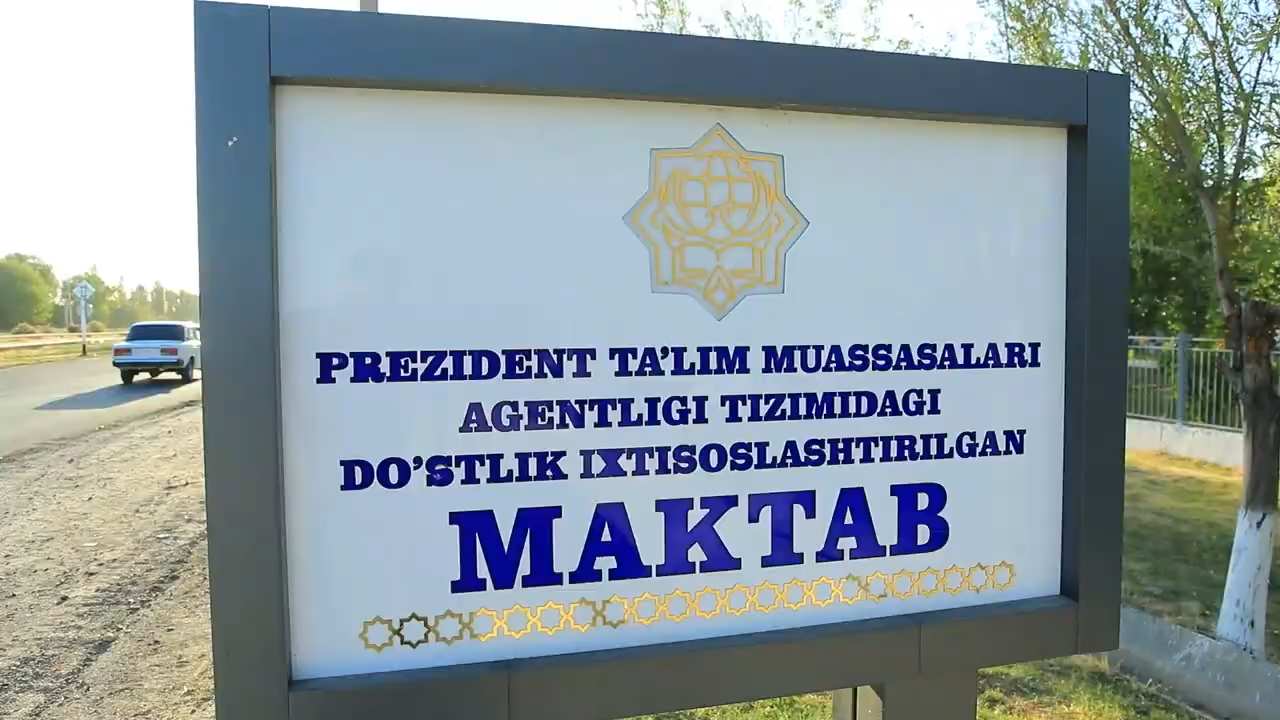 PREZIDENT TA'LIM MUASSASALARI
AGENTLIGI TIZIMIDAGI
DO'STLIK IXTISOSLASHTIRILGAN
MAKTAB